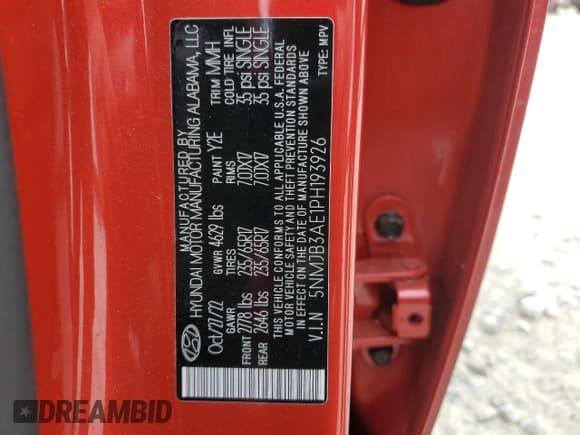 MANUFACTURED BY
HYUNDAI MOTOR MANUFACTURING ALABAMA, LLC
Oct/27/22 GVWR 4629 lbs PAINT Y2E TRIM MMH
GAWR TIRES RIMS COLD TIRE INFL
FRONT 2778 lbs 235/65R17 7.0JX17 35 psi SINGLE
REAR 2646 lbs 235/65R17 7.0JX17 35 psi SINGLE
THIS VEHICLE CONFORMS TO ALL APPLICABLE U.S.A. FEDERAL
MOTOR VEHICLE SAFETY AND THEFT PREVENTION STANDARDS
IN EFFECT ON THE DATE OF MANUFACTURE SHOWN ABOVE
V.I.N 5NMJB3AE1PH193926 TYPE: MPV
DREAMBID